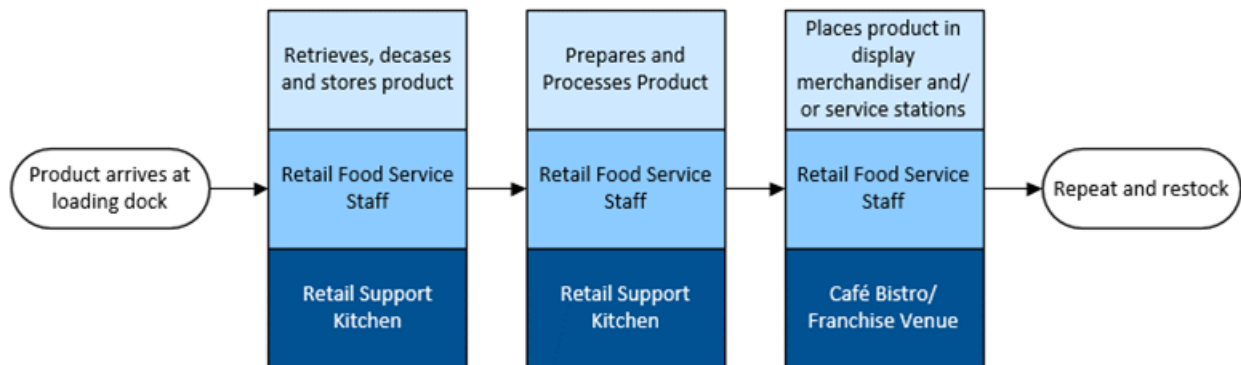 Product arrives at
loading dock
Retrieves, decases
and stores product
Retail Food Service
Staff
Retail Support
Kitchen
Prepares and
Processes Product
Retail Food Service
Staff
Retail Support
Kitchen
Places product in
display
merchandiser and/
or service stations
Retail Food Service
Staff
Café Bistro/
Franchise Venue
Repeat and restock